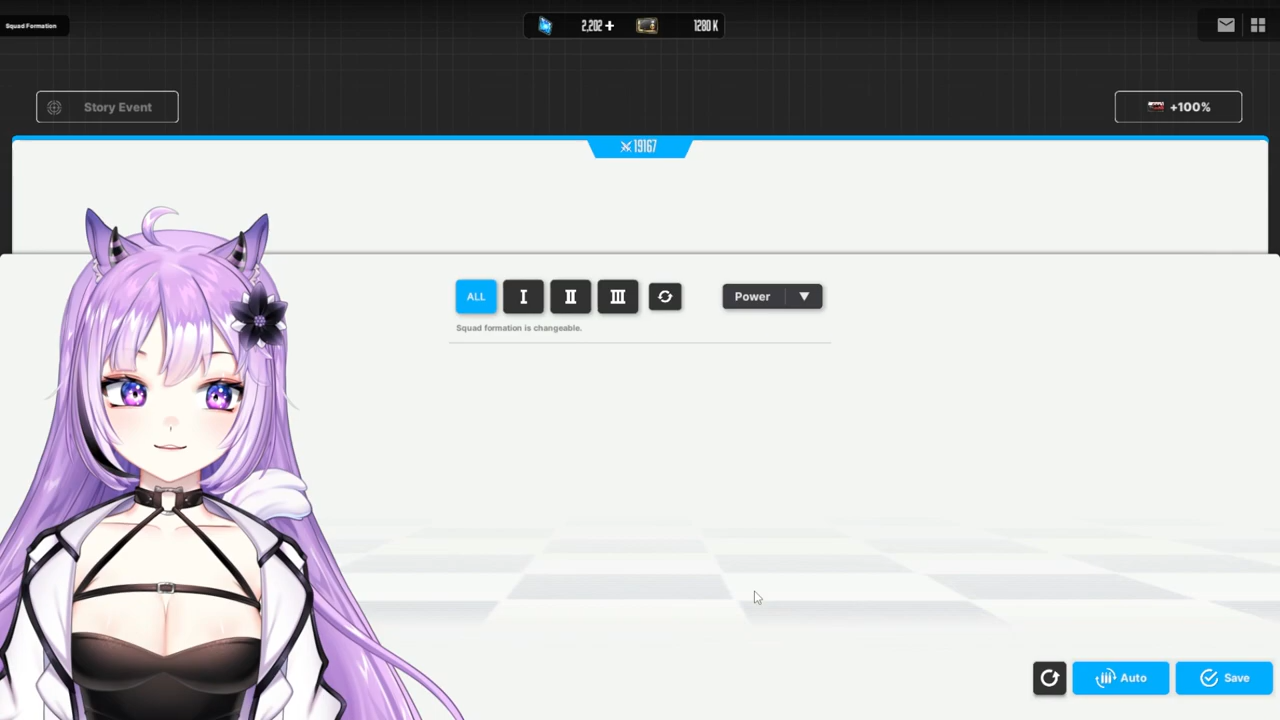 Squad Formation
2,202 +
1280 K
Story Event
+100%
19167
ALL
I
II
III
Power
Squad formation is changeable.
Auto
Save